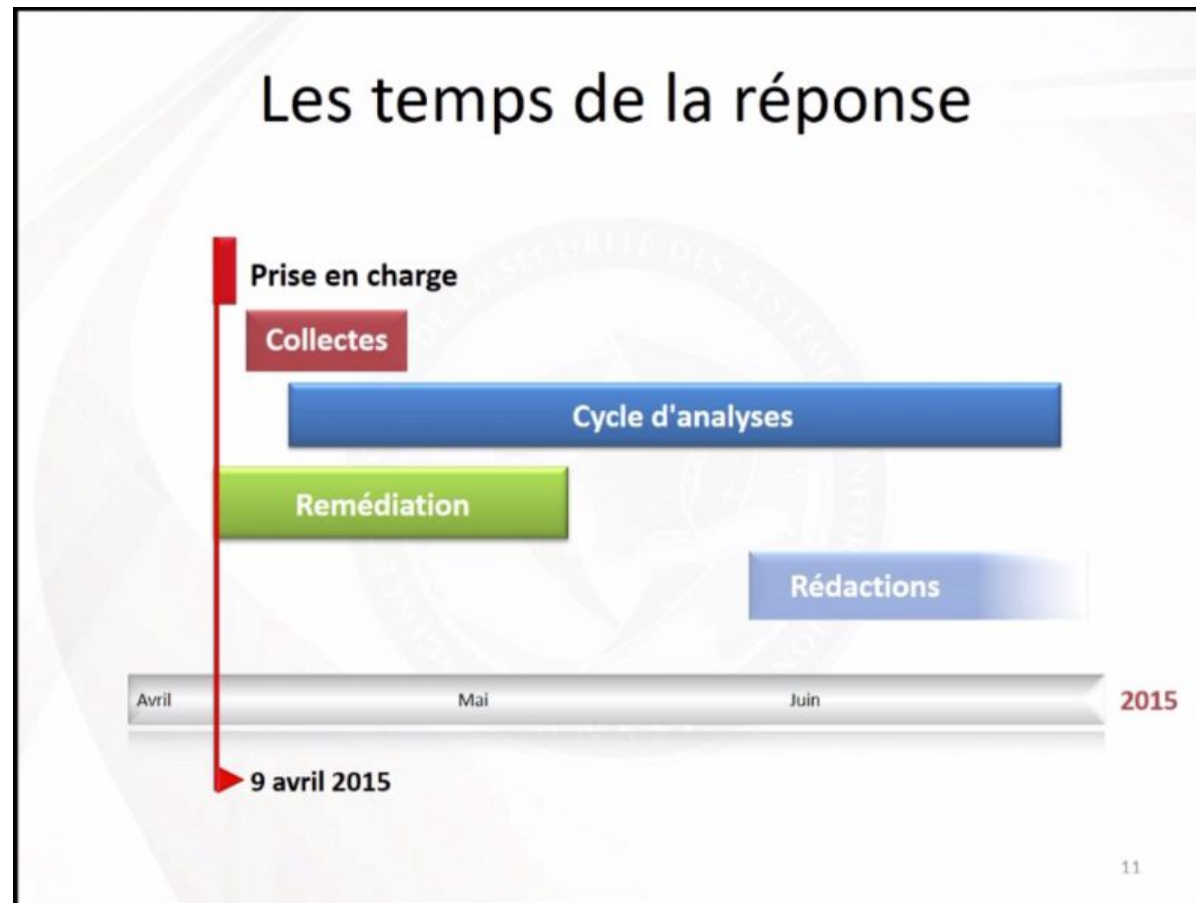 Les temps de la réponse
Prise en charge
Collectes
Cycle d'analyses
Remédiation
Rédactions
Avril Mai Juin 2015
9 avril 2015
11